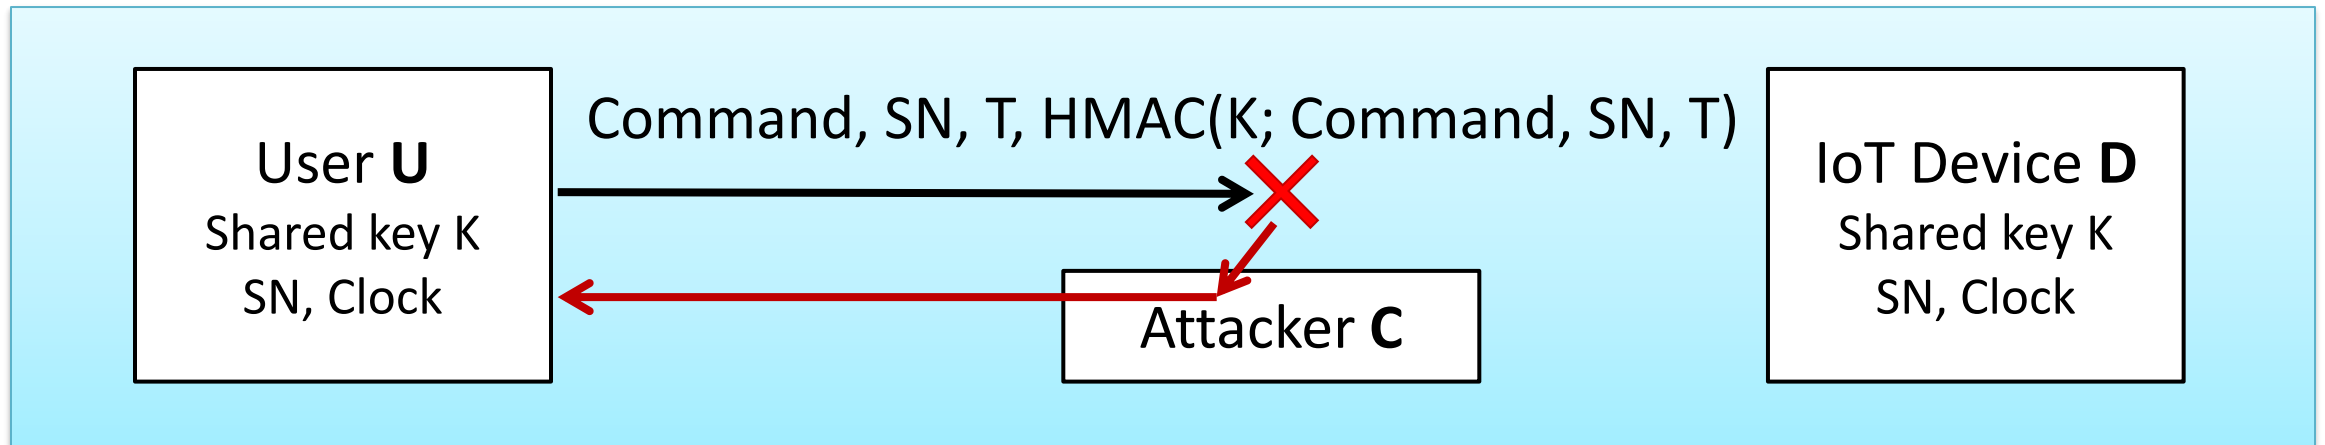 Command, SN, T, HMAC(K; Command, SN, T)
User U
Shared key K
SN, Clock
IoT Device D
Shared key K
SN, Clock
Attacker C